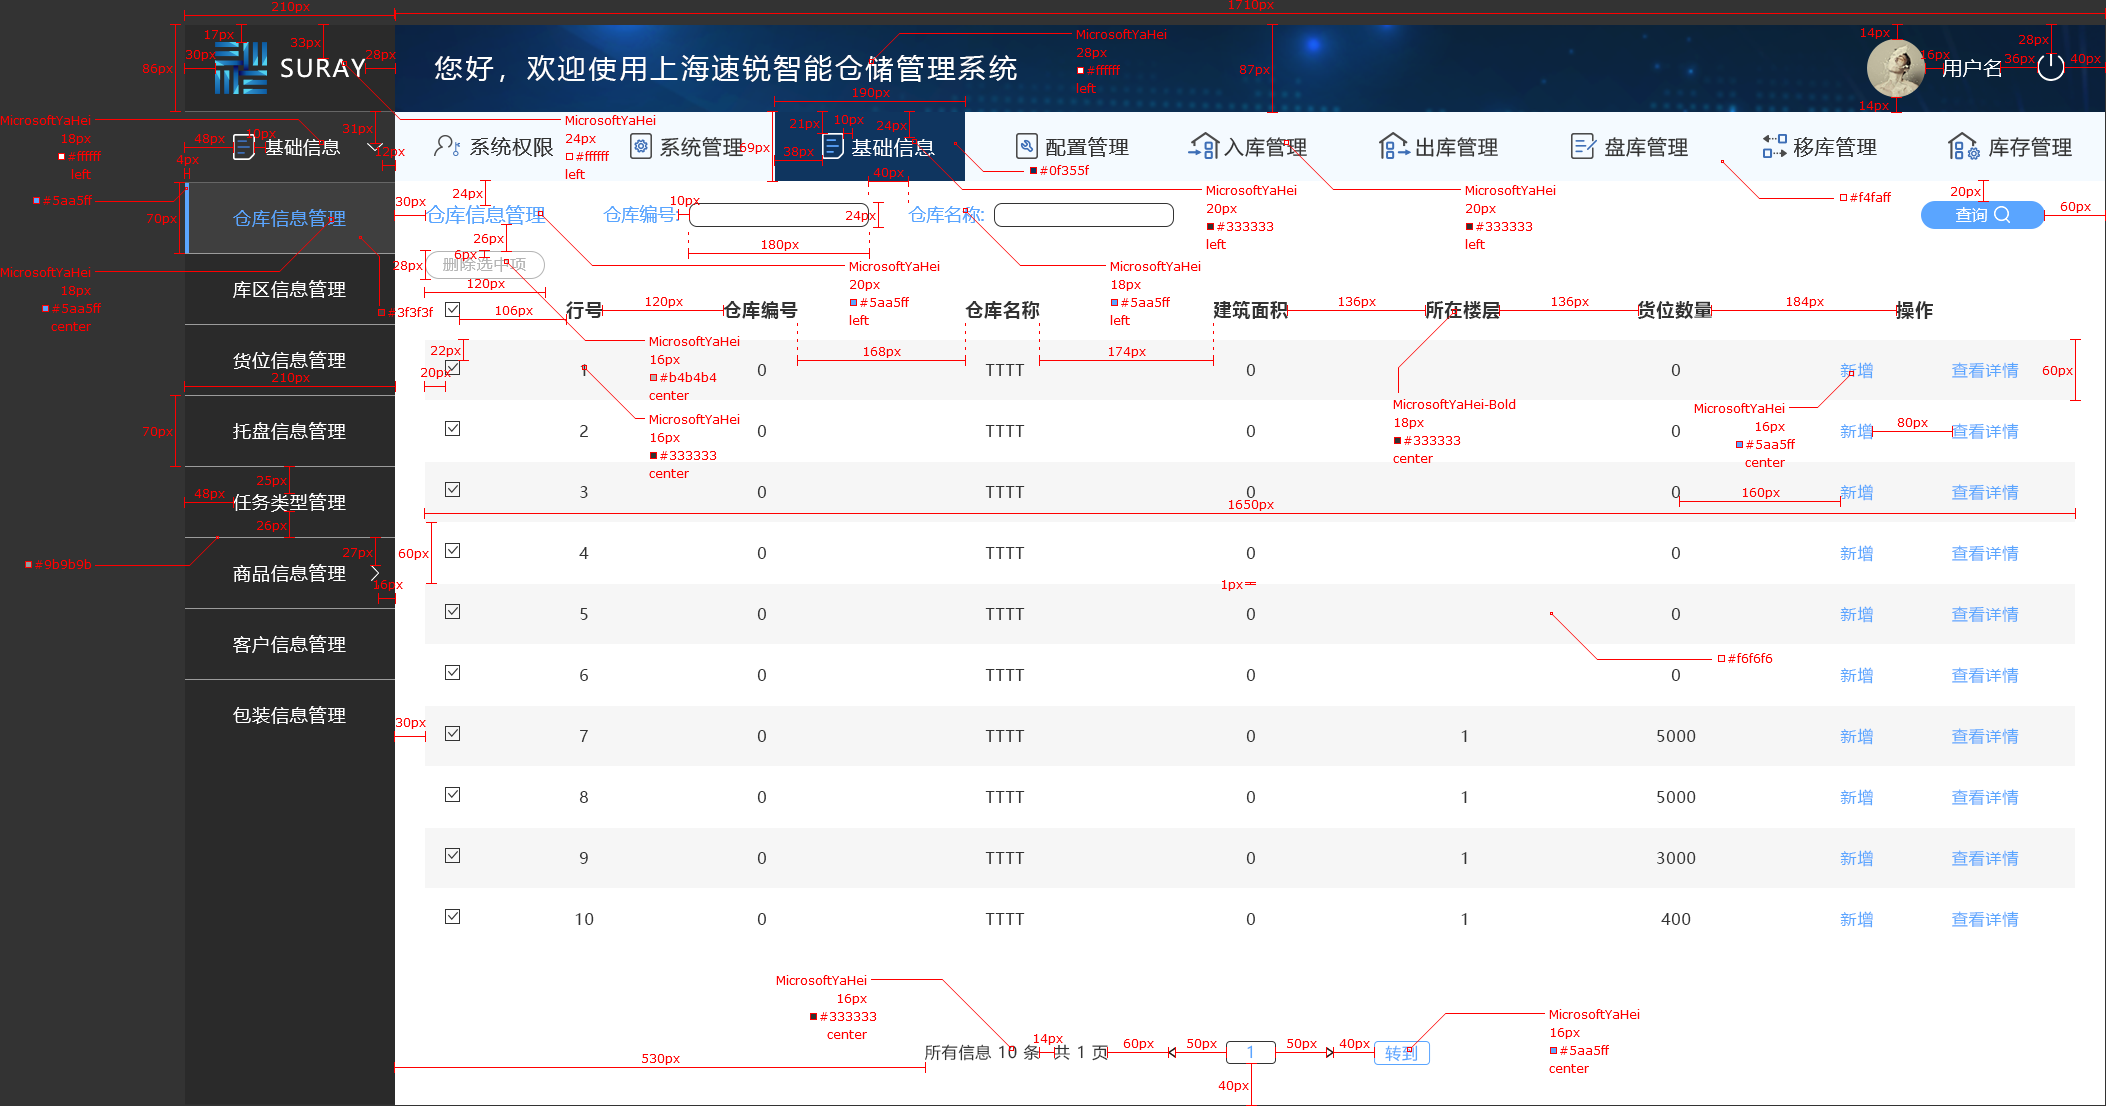 210px
1710px
17px
33px
30px
28px
86px
SURAY
您好，欢迎使用上海速锐智能仓储管理系统
MicrosoftYaHei
28px
#ffffff
left
87px
14px
16px
用户名
28px
36px
40px
14px
190px
MicrosoftYaHei
18px
#ffffff
left
48px
10px
31px
12px
4px
基础信息
MicrosoftYaHei
24px
#ffffff
left
系统权限
系统管理
69px
21px
10px
24px
38px
40px
基础信息
#0f355f
配置管理
入库管理
出库管理
盘库管理
移库管理
库存管理
#5aa5ff
70px
仓库信息管理
30px
24px
仓库信息管理
26px
仓库编号:
10px
24px
180px
仓库名称:
MicrosoftYaHei
20px
#333333
left
MicrosoftYaHei
20px
#333333
left
#f4faff
20px
查询
60px
MicrosoftYaHei
18px
#5aa5ff
center
#3f3f3f
28px
6px
删除选中项
120px
MicrosoftYaHei
20px
#5aa5ff
left
MicrosoftYaHei
18px
#5aa5ff
left
库区信息管理
106px
行号
120px
仓库编号
168px
仓库名称
174px
建筑面积
136px
所在楼层
136px
货位数量
184px
操作
货位信息管理
210px
22px
20px
MicrosoftYaHei
16px
#b4b4b4
center
1
0
TTTT
0
0
新增
查看详情
60px
MicrosoftYaHei
16px
#333333
center
MicrosoftYaHei-Bold
18px
#333333
center
MicrosoftYaHei
16px
#5aa5ff
center
70px
托盘信息管理
2
0
TTTT
0
0
新增
80px
查看详情
25px
48px
任务类型管理
26px
3
0
TTTT
0
0
160px
新增
查看详情
1650px
#9b9b9b
27px
16px
商品信息管理
60px
4
0
TTTT
0
0
新增
查看详情
1px
客户信息管理
5
0
TTTT
0
0
新增
查看详情
#f6f6f6
6
0
TTTT
0
0
新增
查看详情
包装信息管理
30px
7
0
TTTT
0
1
5000
新增
查看详情
8
0
TTTT
0
1
5000
新增
查看详情
9
0
TTTT
0
1
3000
新增
查看详情
10
0
TTTT
0
1
400
新增
查看详情
MicrosoftYaHei
16px
#333333
center
MicrosoftYaHei
16px
#5aa5ff
center
530px
所有信息 10 条
14px
共 1 页
60px
50px
1
50px
40px
转到
40px